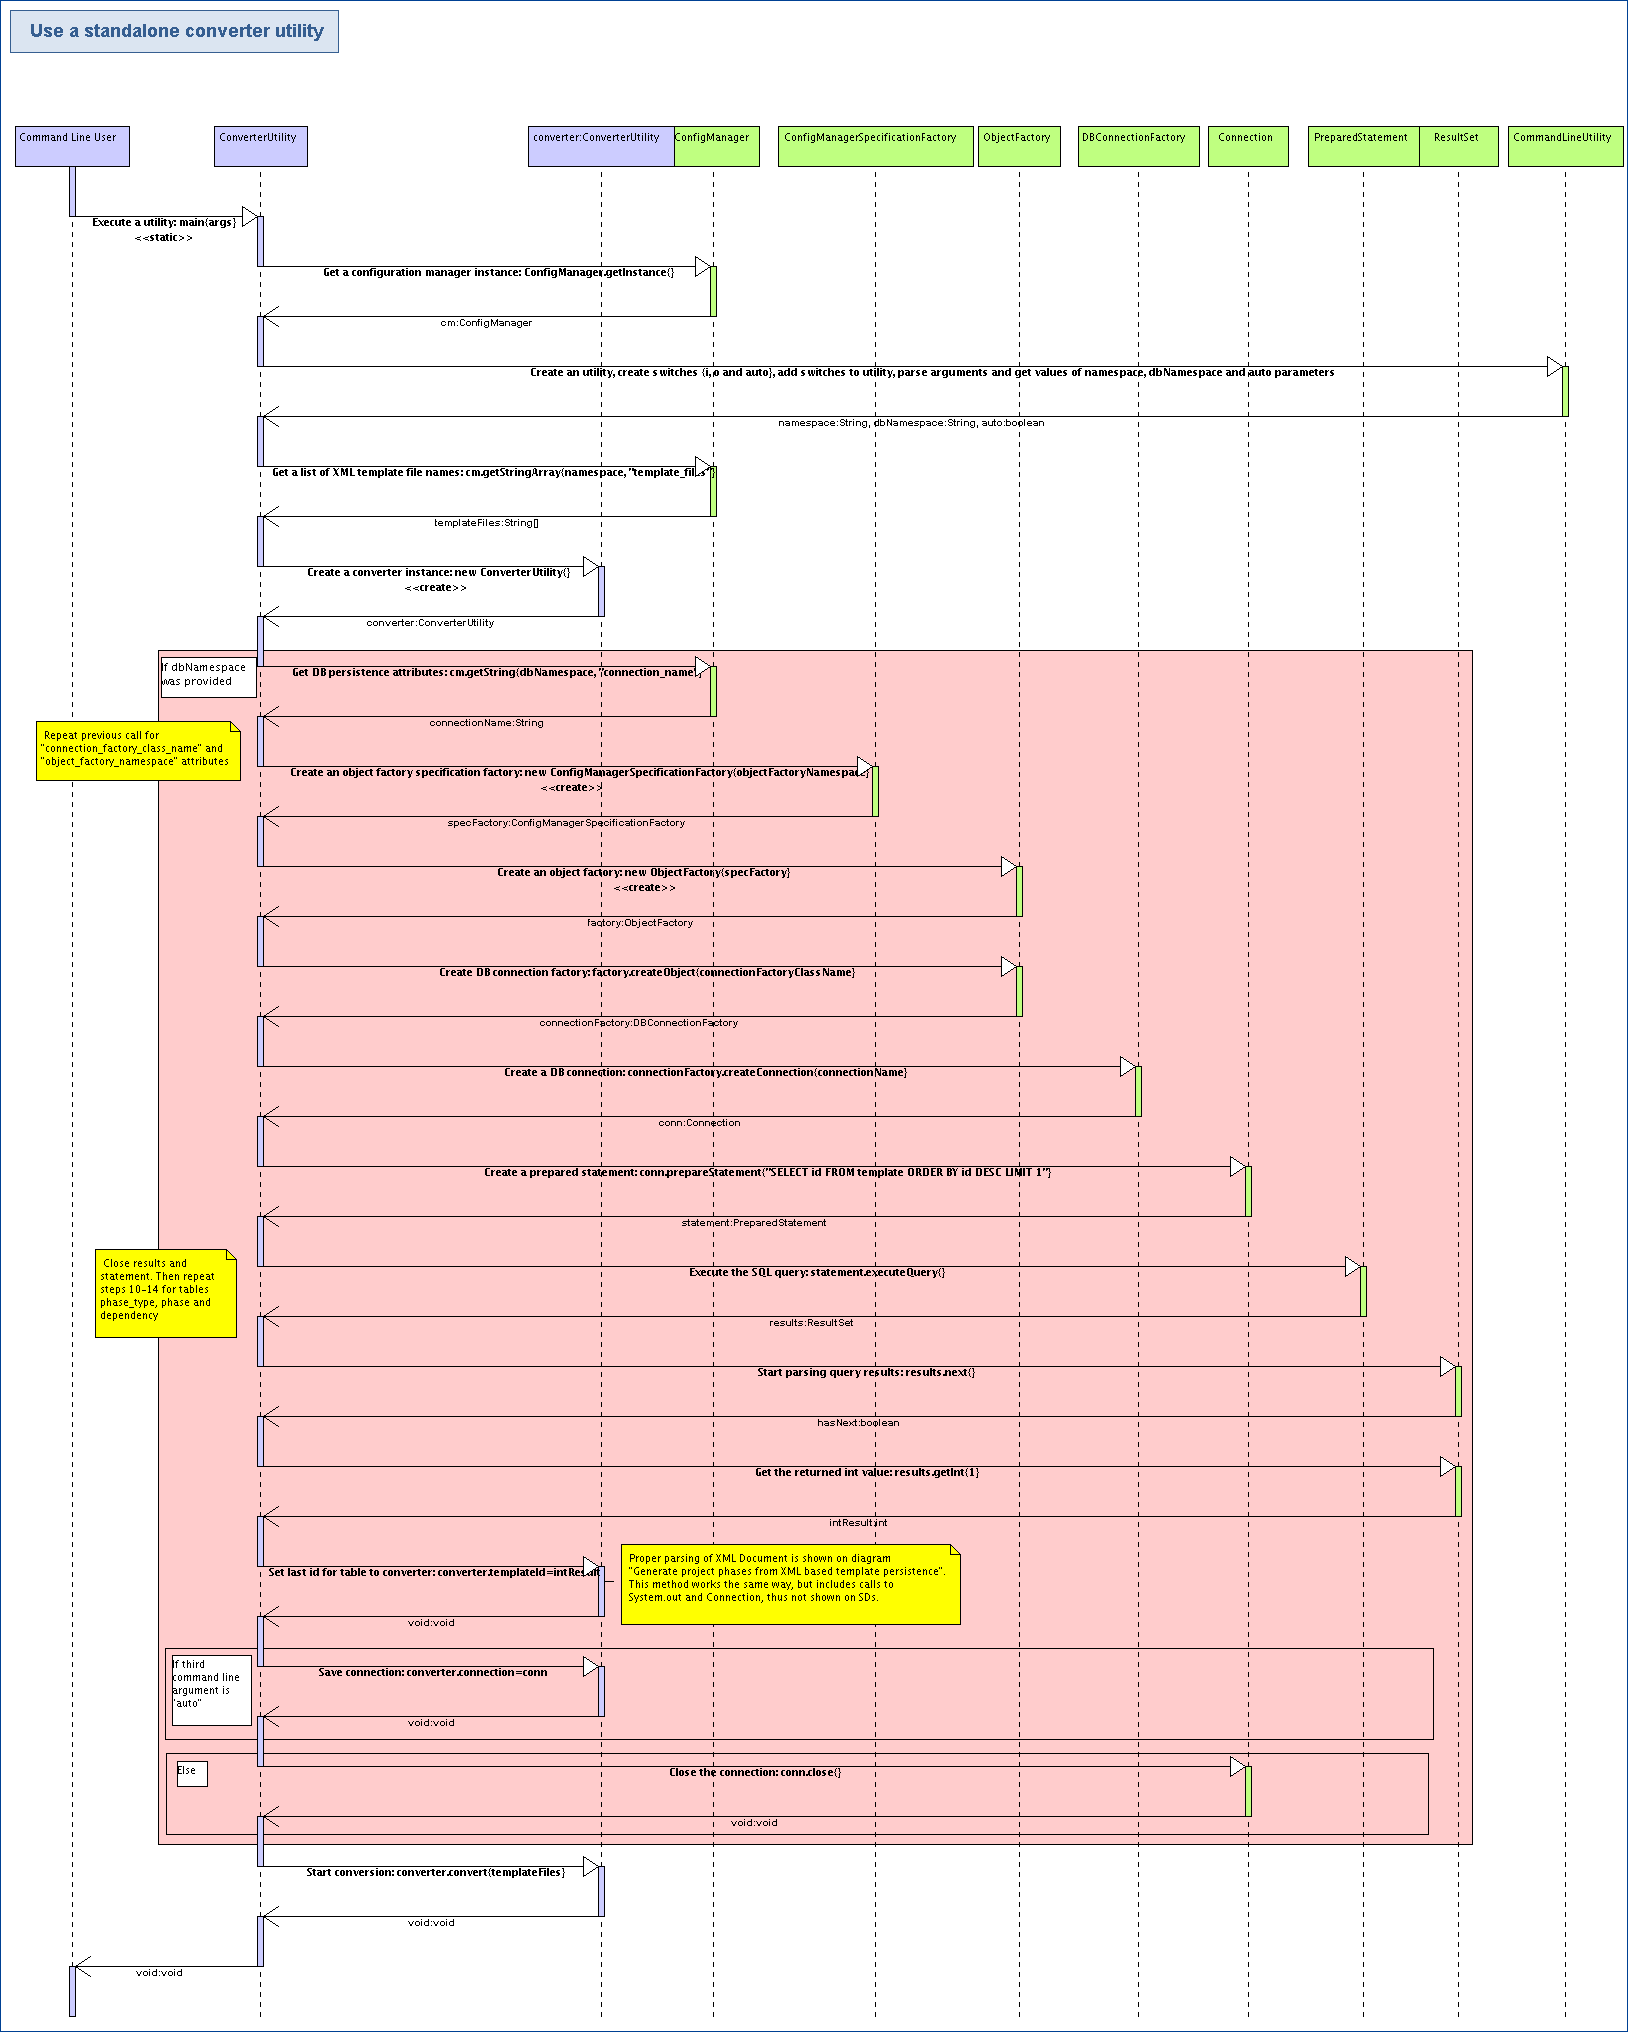 Use a standalone converter utility
Command Line User
ConverterUtility
converter:ConverterUtility
ConfigManager
ConfigManagerSpecificationFactory
ObjectFactory
DBConnectionFactory
Connection
PreparedStatement
ResultSet
CommandLineUtility
Execute a utility: main{args}
<<static>>
Get a configuration manager instance: ConfigManager.getInstance{}
cm:ConfigManager
Create an utility, create switches {i, o and auto}, add switches to utility, parse arguments and get values of namespace, dbNamespace and auto parameters
namespace:String, dbNamespace:String, auto:boolean
Get a list of XML template file names: cm.getStringArray{namespace, "template_files"}
templateFiles:String[]
Create a converter instance: new ConverterUtility{}
<<create>>
converter:ConverterUtility
If dbNamespace
was provided
Get DB persistence attributes: cm.getString{dbNamespace, "connection_name"}
connectionName:String
Repeat previous call for
"connection_factory_class_name" and
"object_factory_namespace" attributes
Create an object factory specification factory: new ConfigManagerSpecificationFactory{objectFactoryNamespace}
<<create>>
specFactory:ConfigManagerSpecificationFactory
Create an object factory: new ObjectFactory{specFactory}
<<create>>
factory:ObjectFactory
Create DB connection factory: factory.createObject{connectionFactoryClassName}
connectionFactory:DBConnectionFactory
Create a DB connection: connectionFactory.createConnection{connectionName}
conn:Connection
Create a prepared statement: conn.prepareStatement{"SELECT id FROM template ORDER BY id DESC LIMIT 1"}
statement:PreparedStatement
Close results and
statement. Then repeat
steps 10-14 for tables
phase_type, phase and
dependency
Execute the SQL query: statement.executeQuery{}
results:ResultSet
Start parsing query results: results.next{}
hasNext:boolean
Get the returned int value: results.getInt{1}
intResult:int
Set last id for table to converter: converter.templateId=intResult
Proper parsing of XML Document is shown on diagram
"Generate project phases from XML based template persistence".
This method works the same way, but includes calls to
System.out and Connection, thus not shown on SDs.
void:void
If third
command line
argument is
"auto"
Save connection: converter.connection=conn
void:void
Else
Close the connection: conn.close{}
void:void
Start conversion: converter.convert{templateFiles}
void:void
void:void